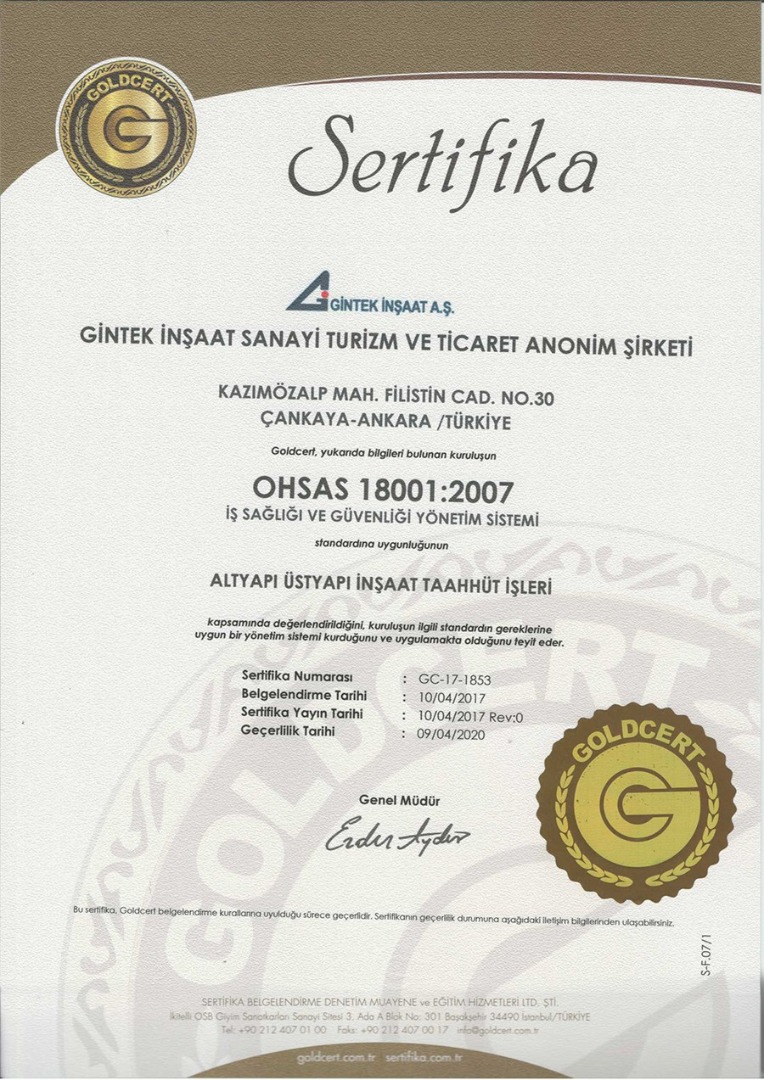 GOLDCERT
Sertifika
GİNTEK İNŞAAT A.Ş.
GİNTEK İNŞAAT SANAYİ TURİZM VE TİCARET ANONİM ŞİRKETİ
KAZIMÖZALP MAH. FİLİSTİN CAD. NO.30
ÇANKAYA-ANKARA /TÜRKİYE
Goldcert, yukarıda bilgileri bulunan kuruluşun
OHSAS 18001:2007
İŞ SAĞLIĞI VE GÜVENLİĞİ YÖNETİM SİSTEMİ
standardına uygunluğunun
ALTYAPI ÜSTYAPI İNŞAAT TAAHHÜT İŞLERİ
kapsamında değerlendirildiğini, kuruluşun ilgili standardın gereklerine
uygun bir yönetim sistemi kurduğunu ve uygulamakta olduğunu teyit eder.
Sertifika Numarası : GC-17-1853
Belgelendirme Tarihi : 10/04/2017
Sertifika Yayın Tarihi : 10/04/2017 Rev:0
Geçerlilik Tarihi : 09/04/2020
GOLDCERT
Genel Müdür
GOLDCERT
Bu sertifika, Goldcert belgelendirme kurallarına uyulduğu sürece geçerlidir. Sertifikanın geçerlilik durumuna aşağıdaki iletişim bilgilerinden ulaşabilirsiniz.
S-F.07/1
SERTİFİKA BELGELENDİRME DENETİM MUAYENE ve EĞİTİM HİZMETLERİ LTD. ŞTİ.
İkitelli OSB Giyim Sanatkarları Sanayi Sitesi 3. Ada A Blok No: 301 Başakşehir 34490 İstanbul/TÜRKİYE
Tel: +90 212 407 01 00 Faks: +90 212 407 00 17 info@goldcert.com.tr
goldcert.com.tr sertifika.com.tr